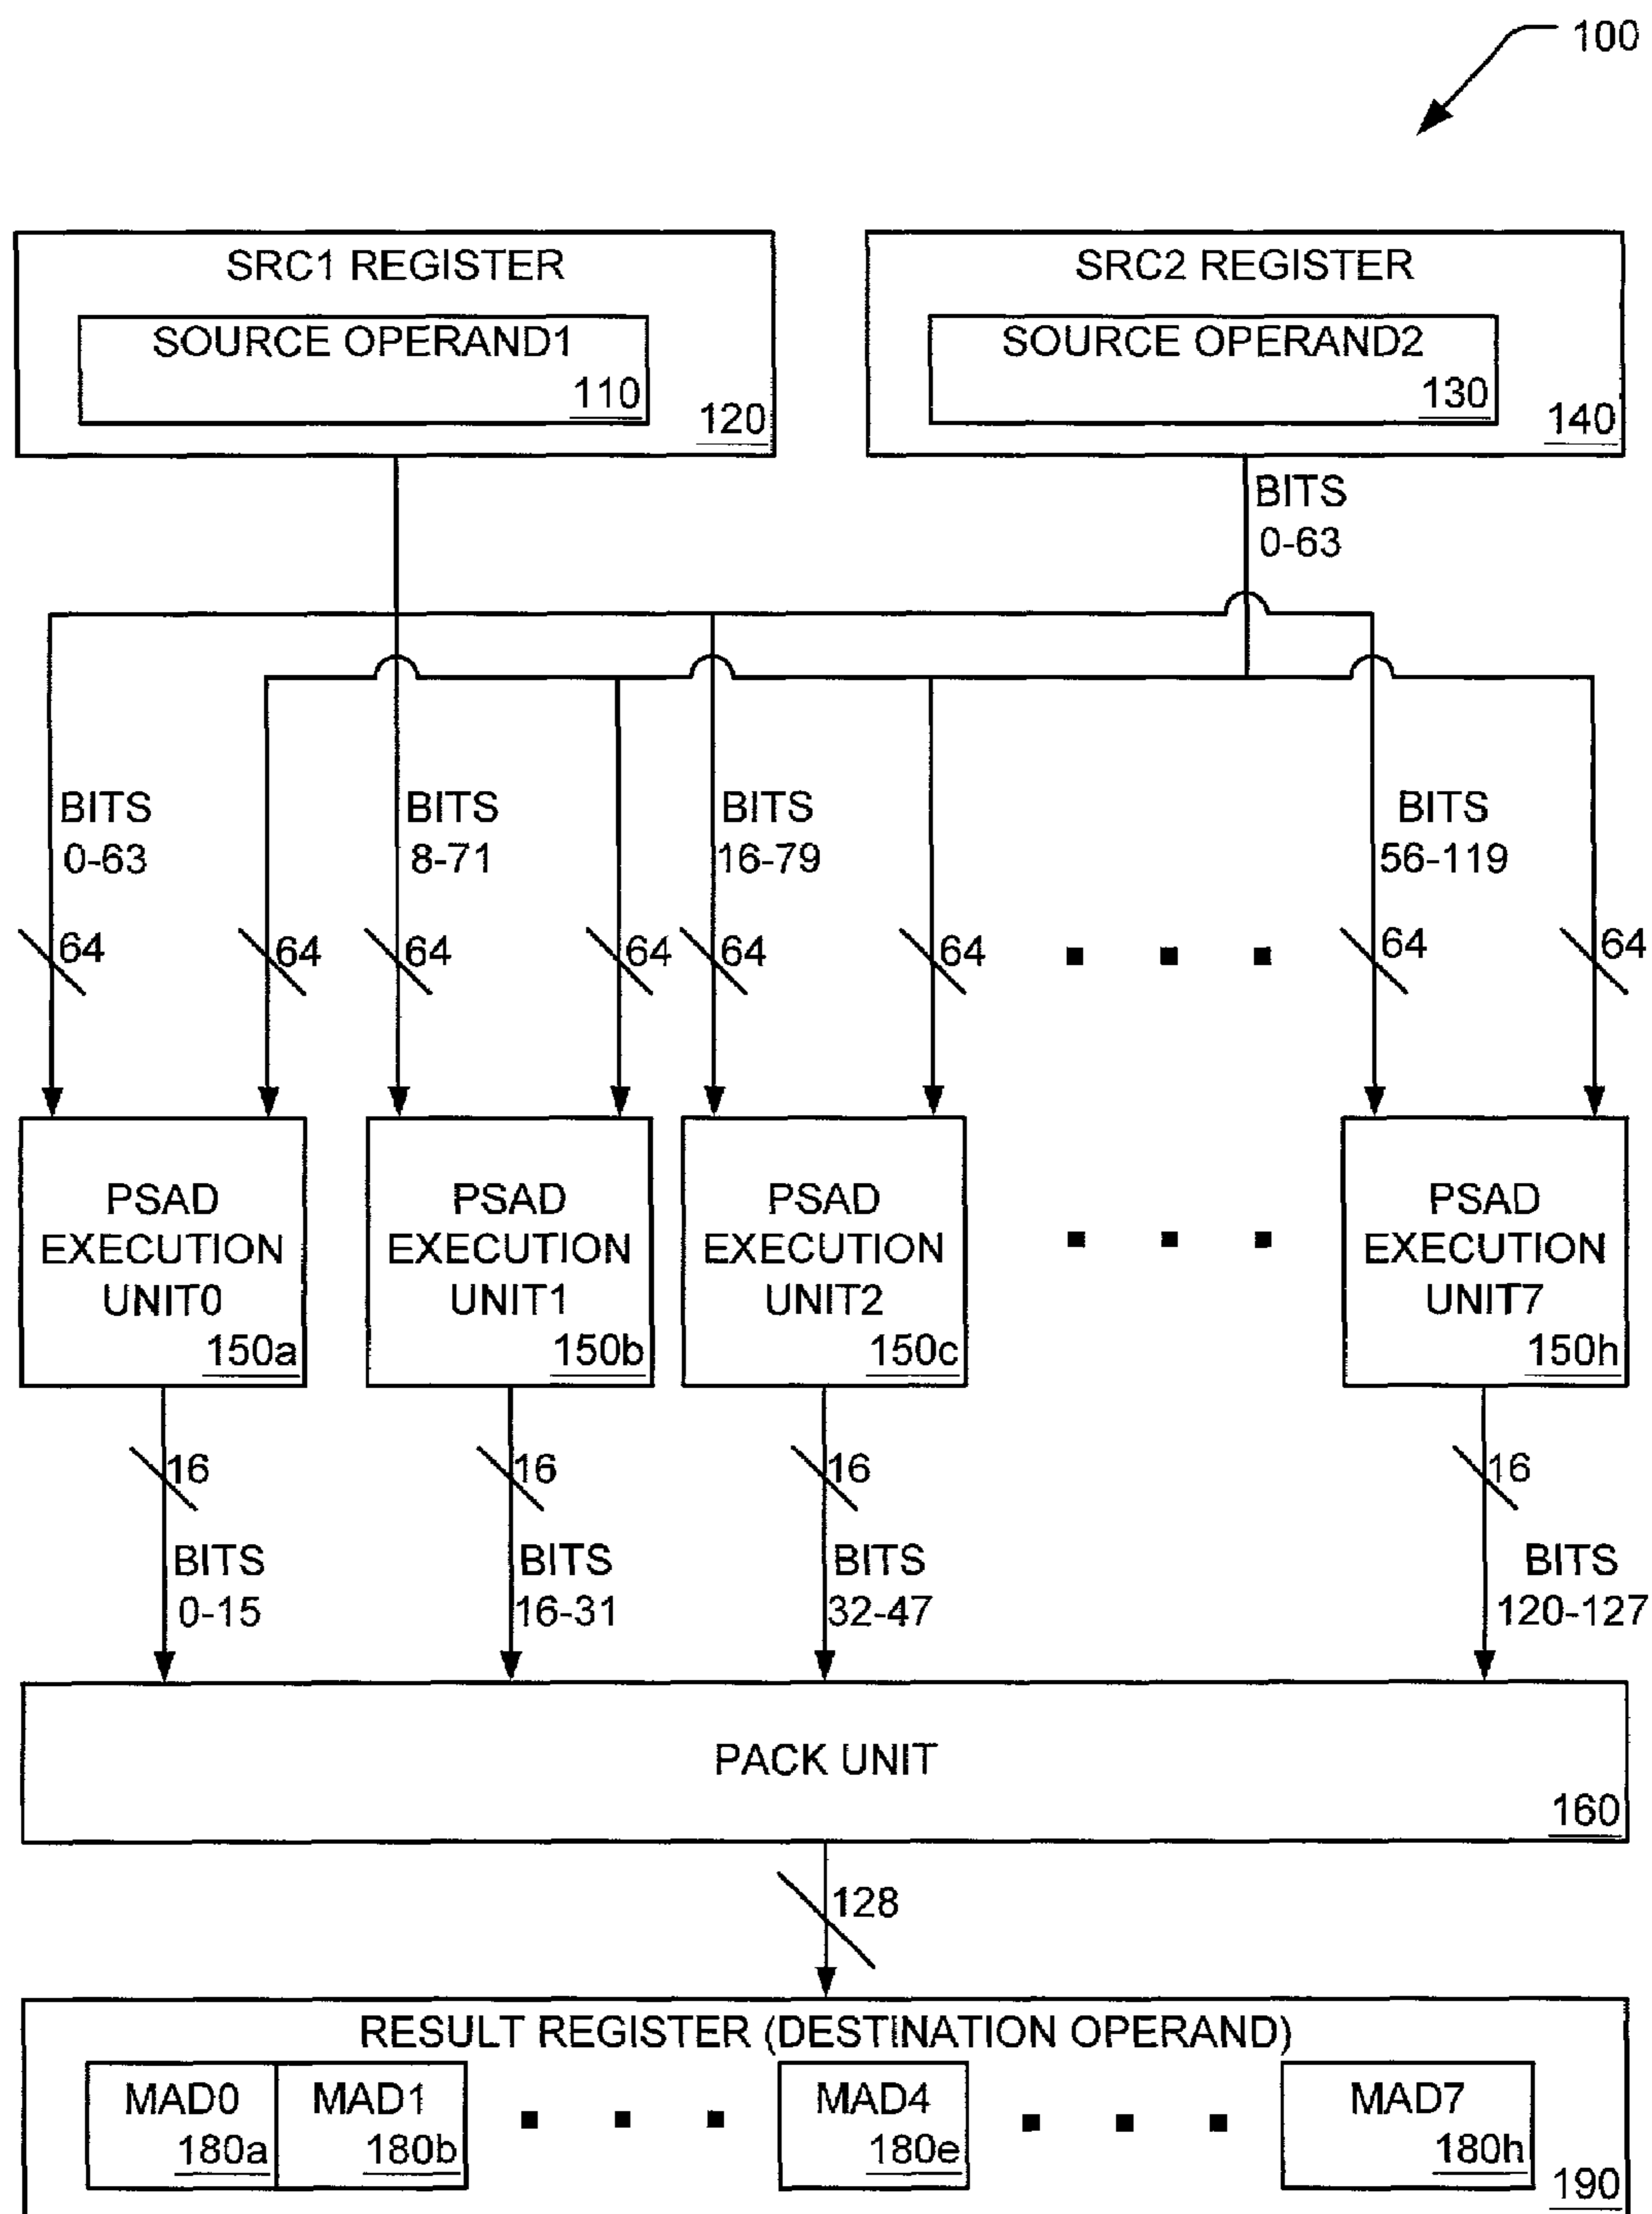 100
SRC1 REGISTER
SOURCE OPERAND1
110
120
SRC2 REGISTER
SOURCE OPERAND2
130
140
BITS
0-63
BITS
0-63
BITS
8-71
BITS
16-79
BITS
56-119
64
64
64
64
64
64
64
64
PSAD
EXECUTION
UNIT0
150a
PSAD
EXECUTION
UNIT1
150b
PSAD
EXECUTION
UNIT2
150c
PSAD
EXECUTION
UNIT7
150h
16
16
16
16
BITS
0-15
BITS
16-31
BITS
32-47
BITS
120-127
PACK UNIT
160
128
RESULT REGISTER (DESTINATION OPERAND)
MAD0
180a
MAD1
180b
MAD4
180e
MAD7
180h
190